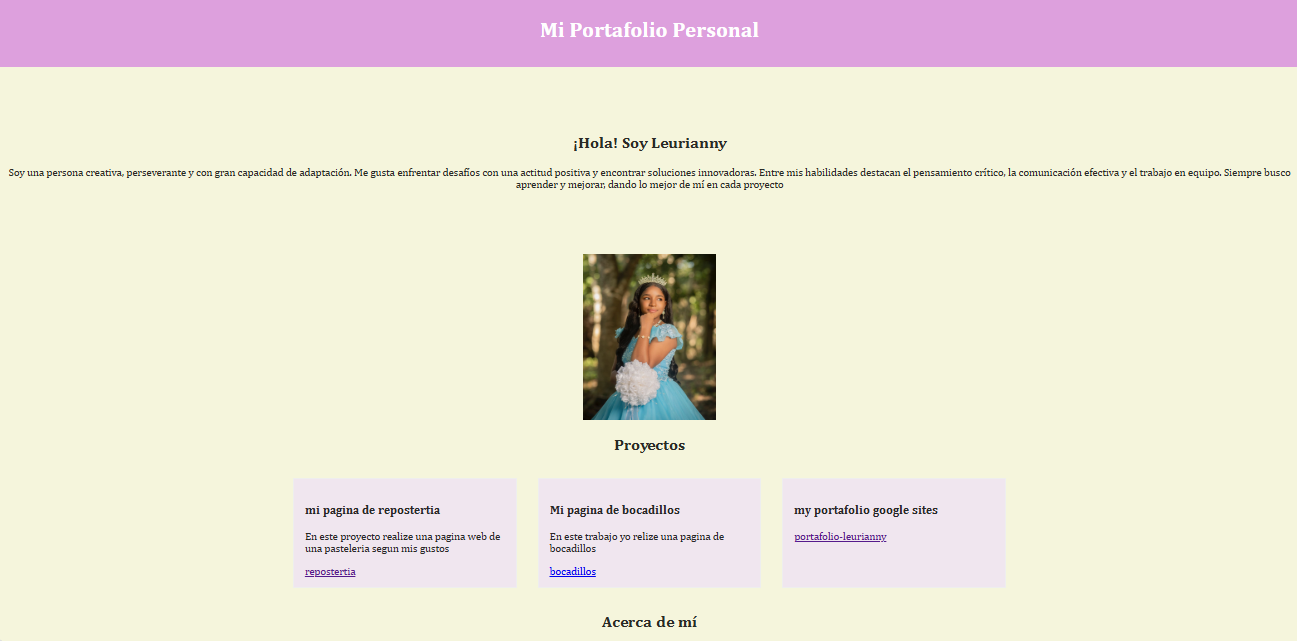 Mi Portafolio Personal
¡Hola! Soy Leurianny
Soy una persona creativa, perseverante y con gran capacidad de adaptación. Me gusta enfrentar desafíos con una actitud positiva y encontrar soluciones innovadoras. Entre mis habilidades destacan el pensamiento crítico, la comunicación efectiva y el trabajo en equipo. Siempre busco
aprender y mejorar, dando lo mejor de mí en cada proyecto
Proyectos
mi pagina de repostertia
En este proyecto realize una pagina web de
una pasteleria segun mis gustos
repostertia
Mi pagina de bocadillos
En este trabajo yo relize una pagina de
bocadillos
bocadillos
my portafolio google sites
portafolio-leurianny
Acerca de mí